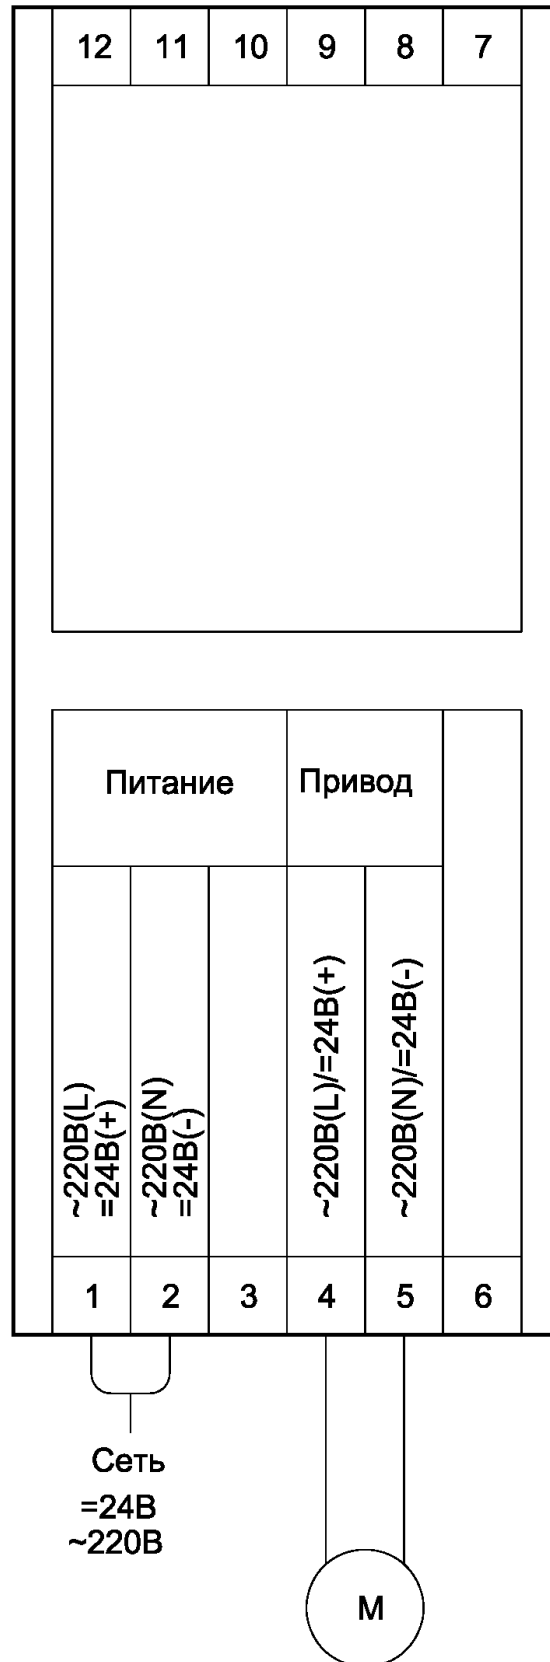 12 11 10 9 8 7
Питание Привод
~220В(L)
=24В(+)
~220В(N)
=24В(-)
~220В(L)/=24В(+)
~220В(N)/=24В(-)
1 2 3 4 5 6
Сеть
=24В
~220В
М